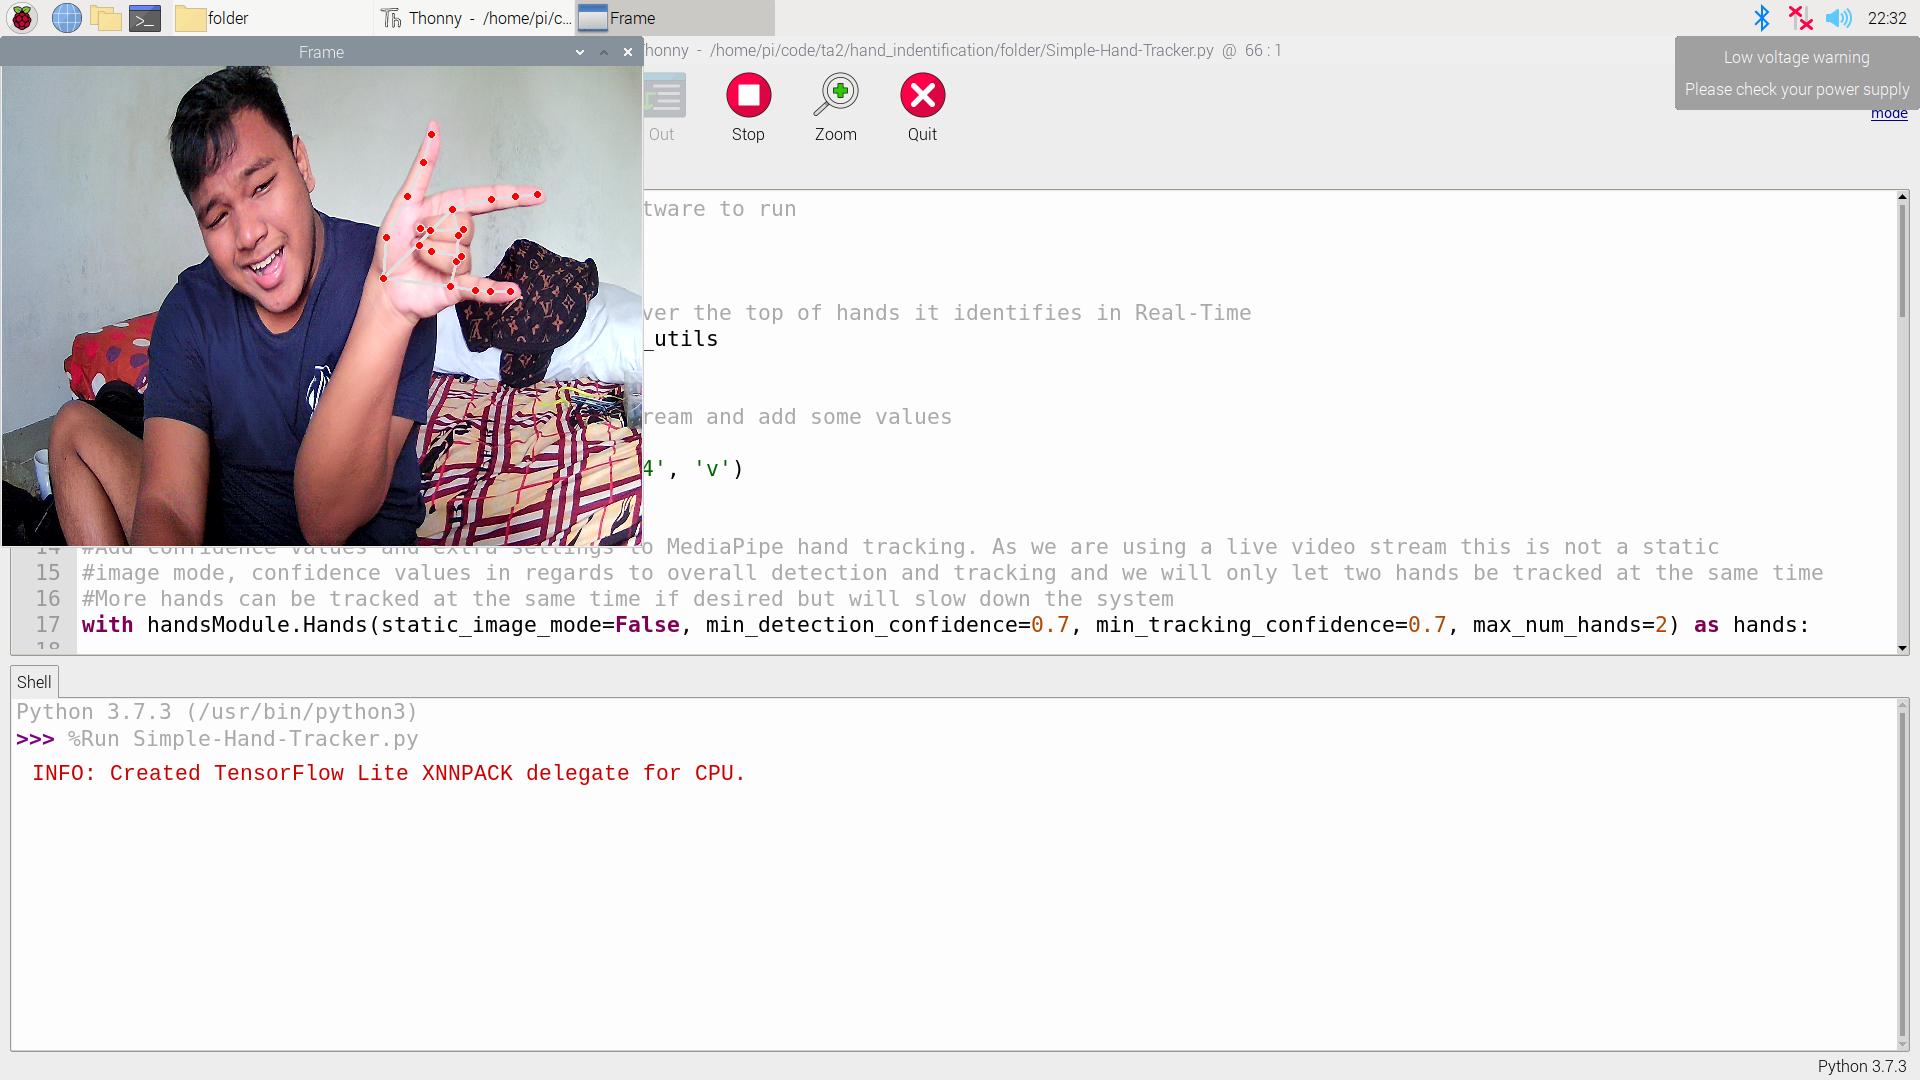 folder
Thonny - /home/pi/c...
Frame
22:32
Frame
Thonny - /home/pi/code/ta2/hand_indentification/folder/Simple-Hand-Tracker.py @ 66 : 1
Low voltage warning
Please check your power supply
mode
Out
Stop
Zoom
Quit
tware to run
ver the top of hands it identifies in Real-Time
_utils
ream and add some values
4', 'v')
14 #Add confidence values and extra settings to MediaPipe hand tracking. As we are using a live video stream this is not a static
15 #image mode, confidence values in regards to overall detection and tracking and we will only let two hands be tracked at the same time
16 #More hands can be tracked at the same time if desired but will slow down the system
17 with handsModule.Hands(static_image_mode=False, min_detection_confidence=0.7, min_tracking_confidence=0.7, max_num_hands=2) as hands:
18
Shell
Python 3.7.3 (/usr/bin/python3)
>>> %Run Simple-Hand-Tracker.py
INFO: Created TensorFlow Lite XNNPACK delegate for CPU.
Python 3.7.3